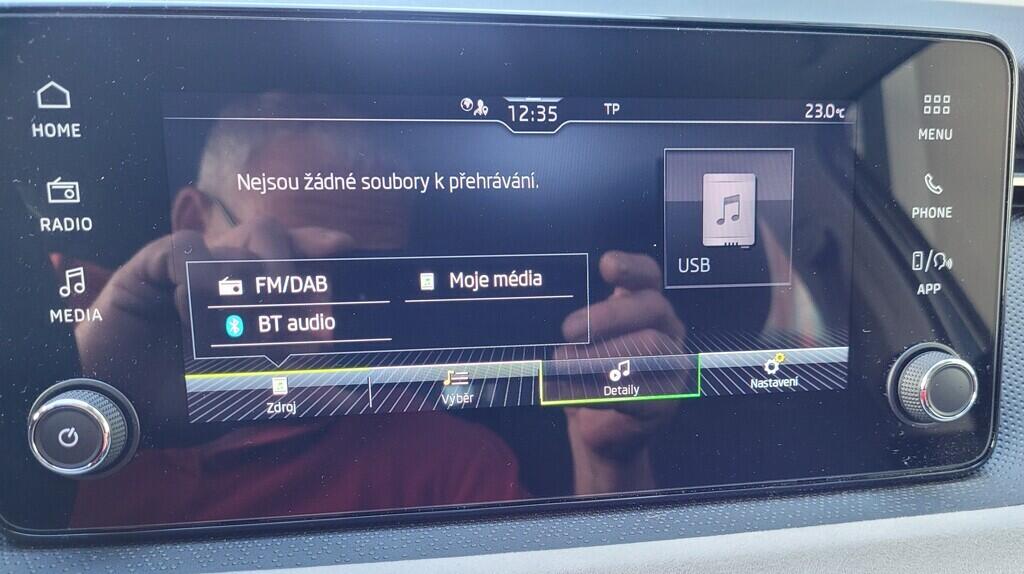 12:35
TP
23.0°C
HOME
MENU
Nejsou žádné soubory k přehrávání.
RADIO
PHONE
USB
FM/DAB
Moje média
MEDIA
APP
BT audio
Zdroj
Výběr
Detaily
Nastavení